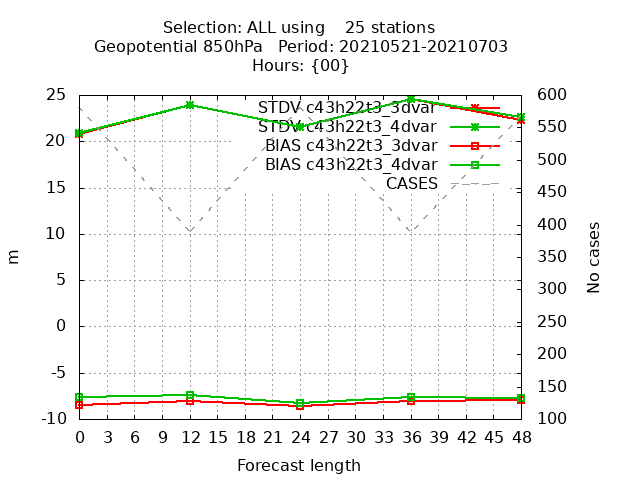 Selection: ALL using    25 stations
Geopotential 850hPa   Period: 20210521-20210703
Hours: {00}
25 600
STDV c43h22t3_3dvar
STDV c43h22t3_4dvar
20 550
BIAS c43h22t3_3dvar
BIAS c43h22t3_4dvar
500
CASES
15 450
10 400
350
5 300
0 250
200
-5 150
-10 100
m
No cases
0 3 6 9 12 15 18 21 24 27 30 33 36 39 42 45 48
Forecast length